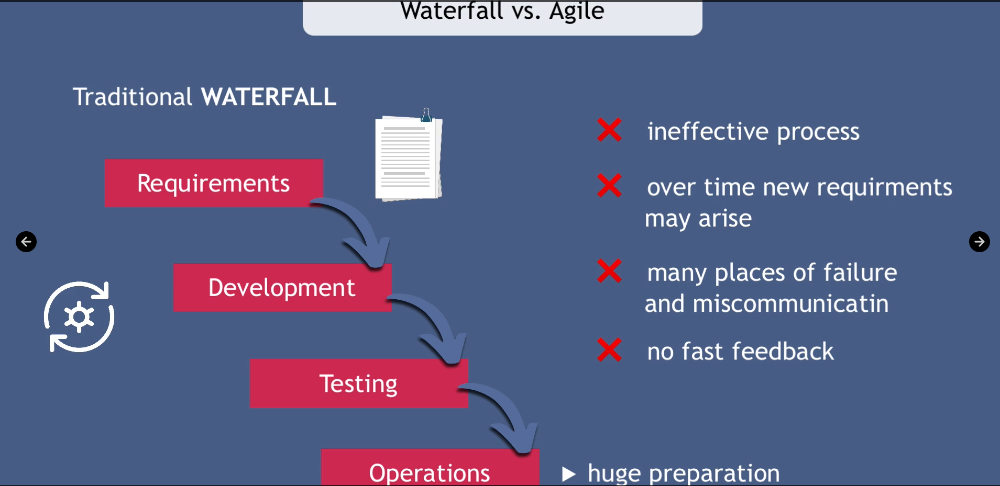 Waterfall vs. Agile
Traditional WATERFALL
Requirements
Development
Testing
Operations
ineffective process
over time new requirments
may arise
many places of failure
and miscommunicatin
no fast feedback
huge preparation